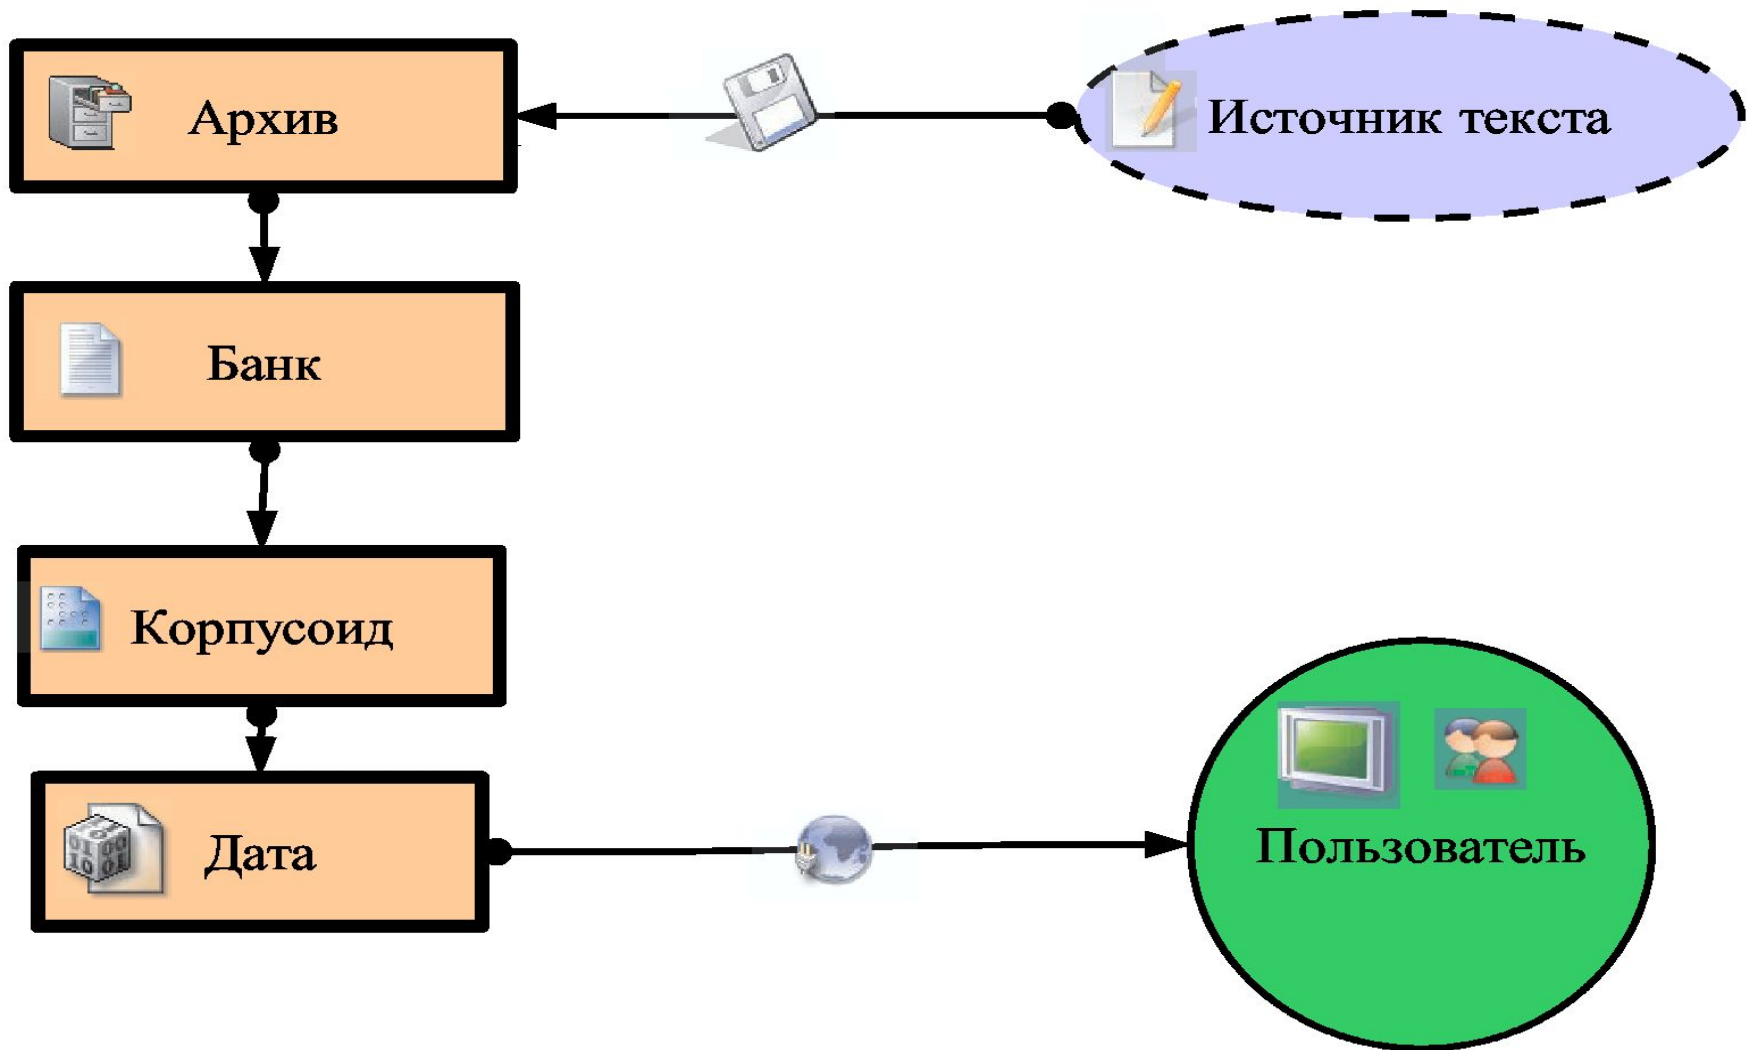 Архив
Источник текста
Банк
Корпусоид
Дата
Пользователь